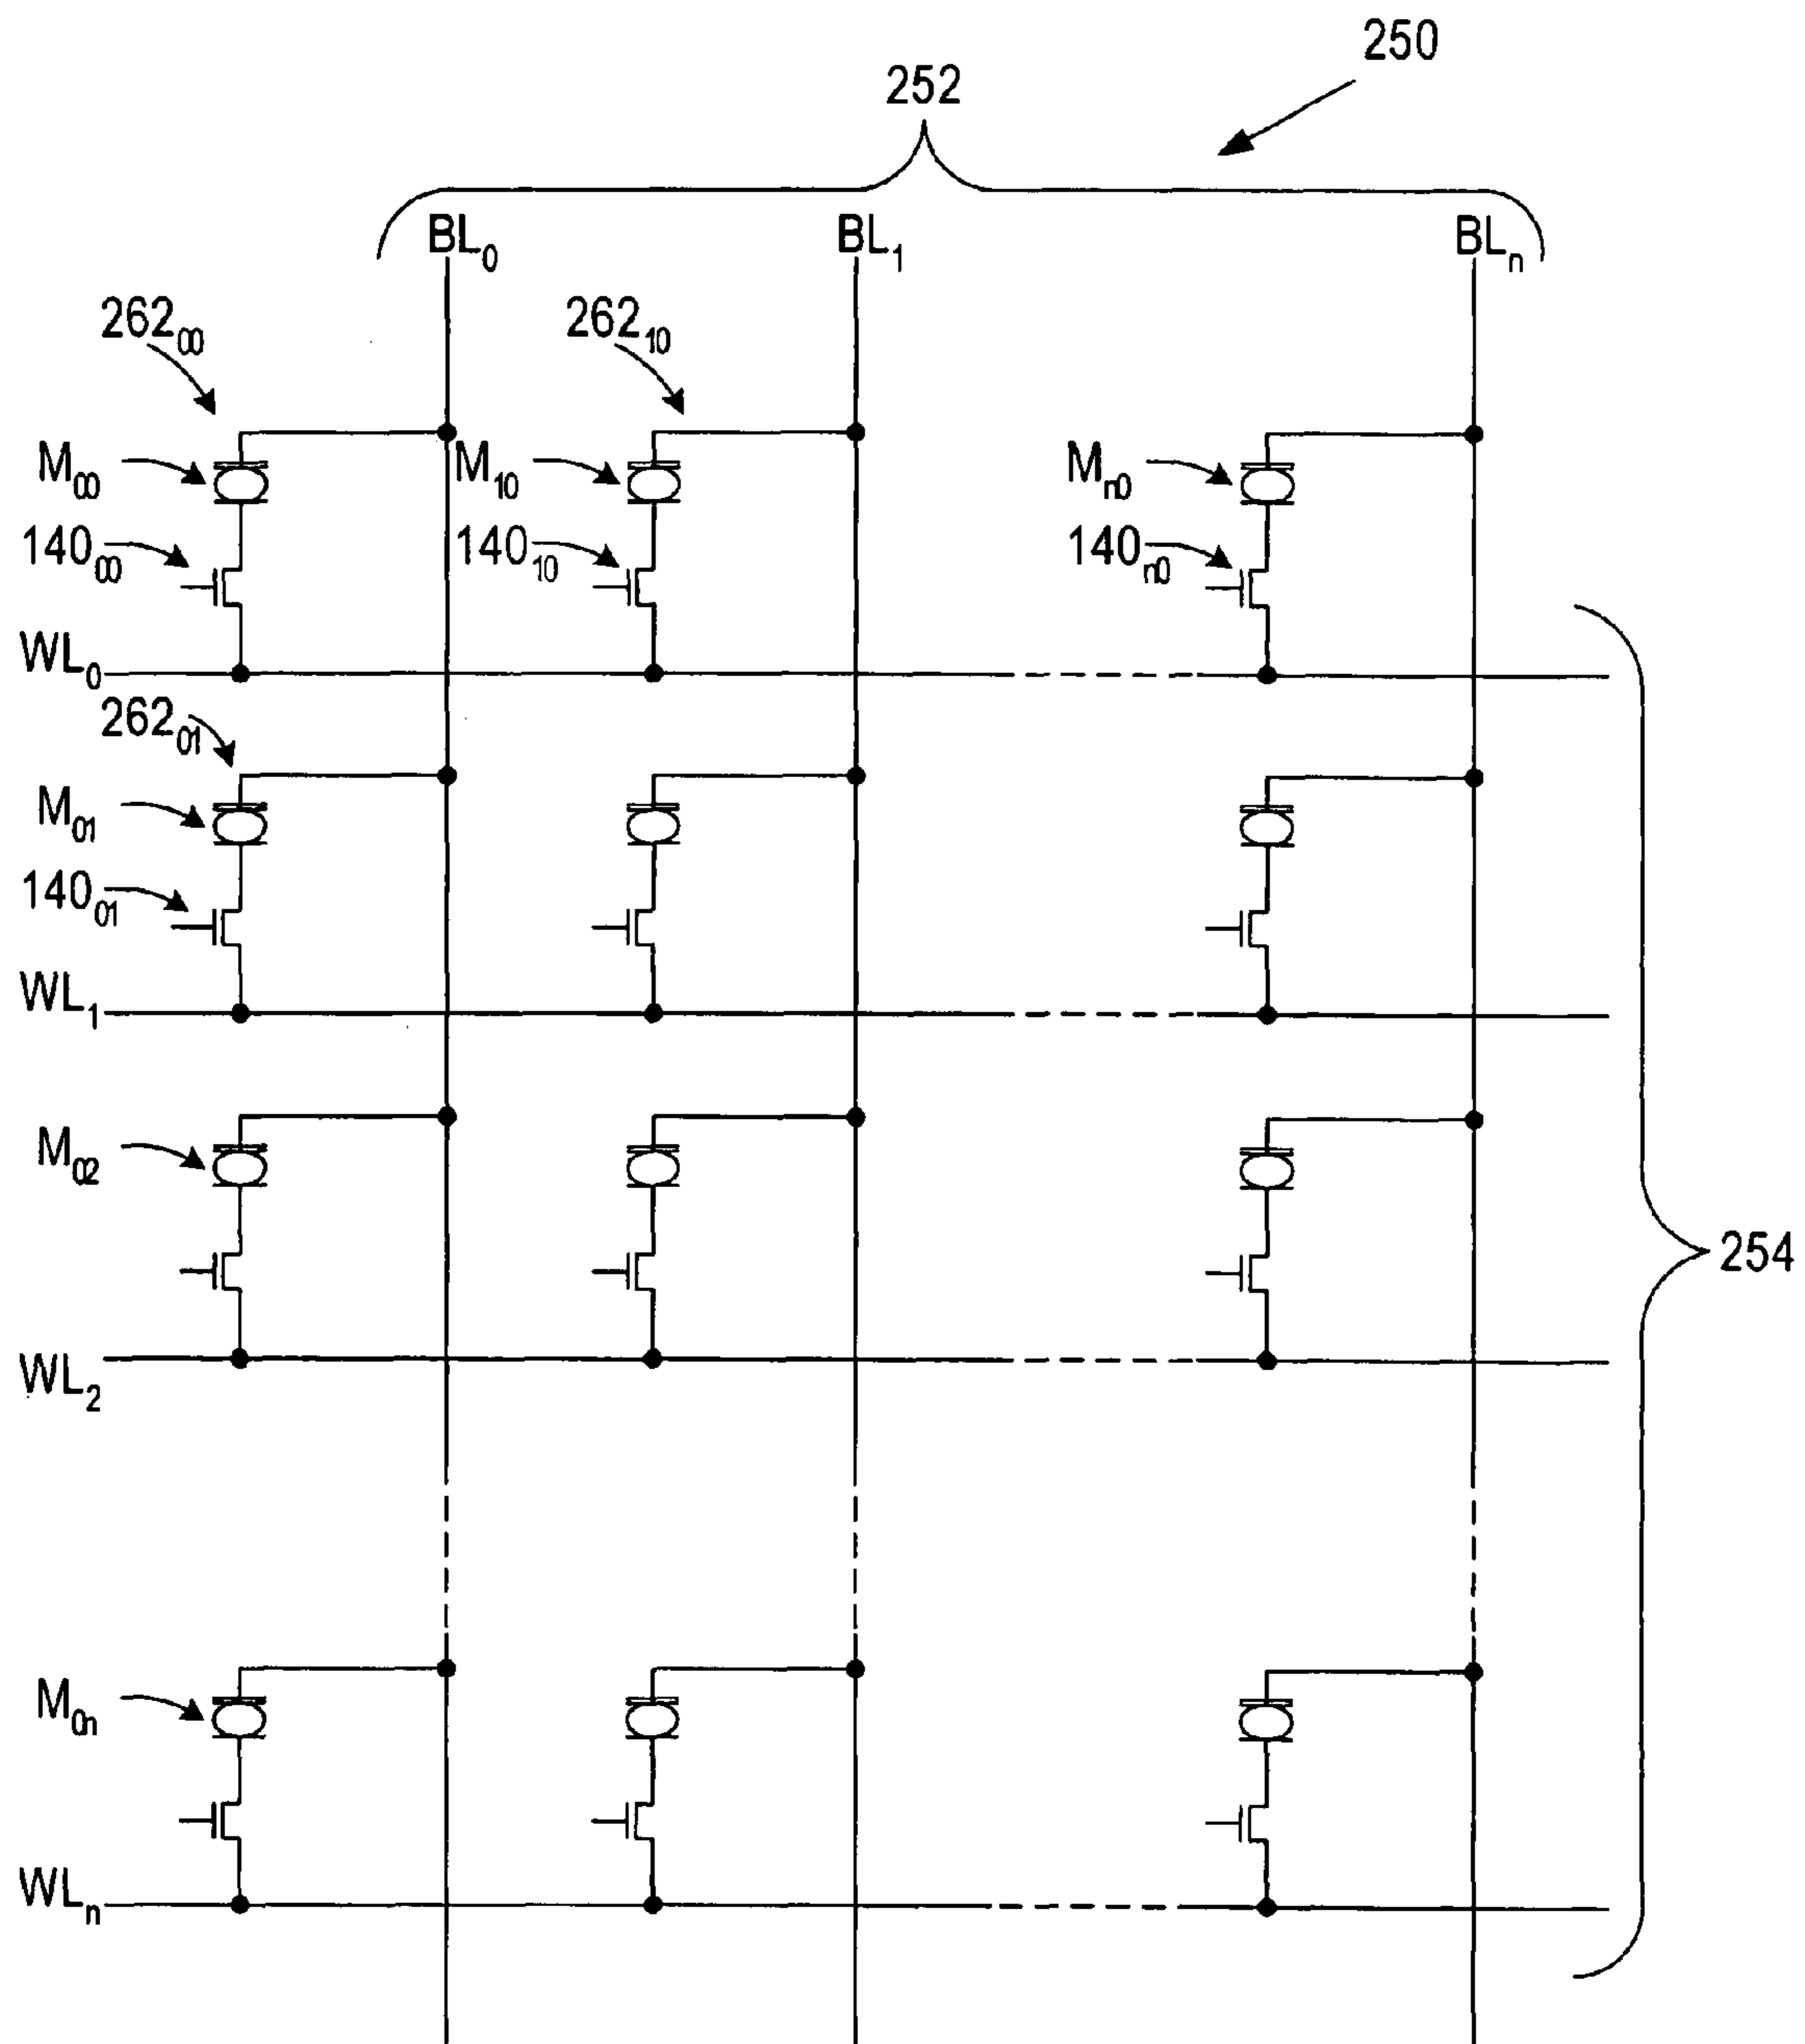 250
252
BL₀ BL₁ BLₙ
262₀₀ 262₁₀
M₀₀ M₁₀ Mₙ₀
140₀₀ 140₁₀ 140ₙ₀
WL₀
262₀₁
M₀₁
140₀₁
WL₁
M₀₂
254
WL₂
M₀ₙ
WLₙ